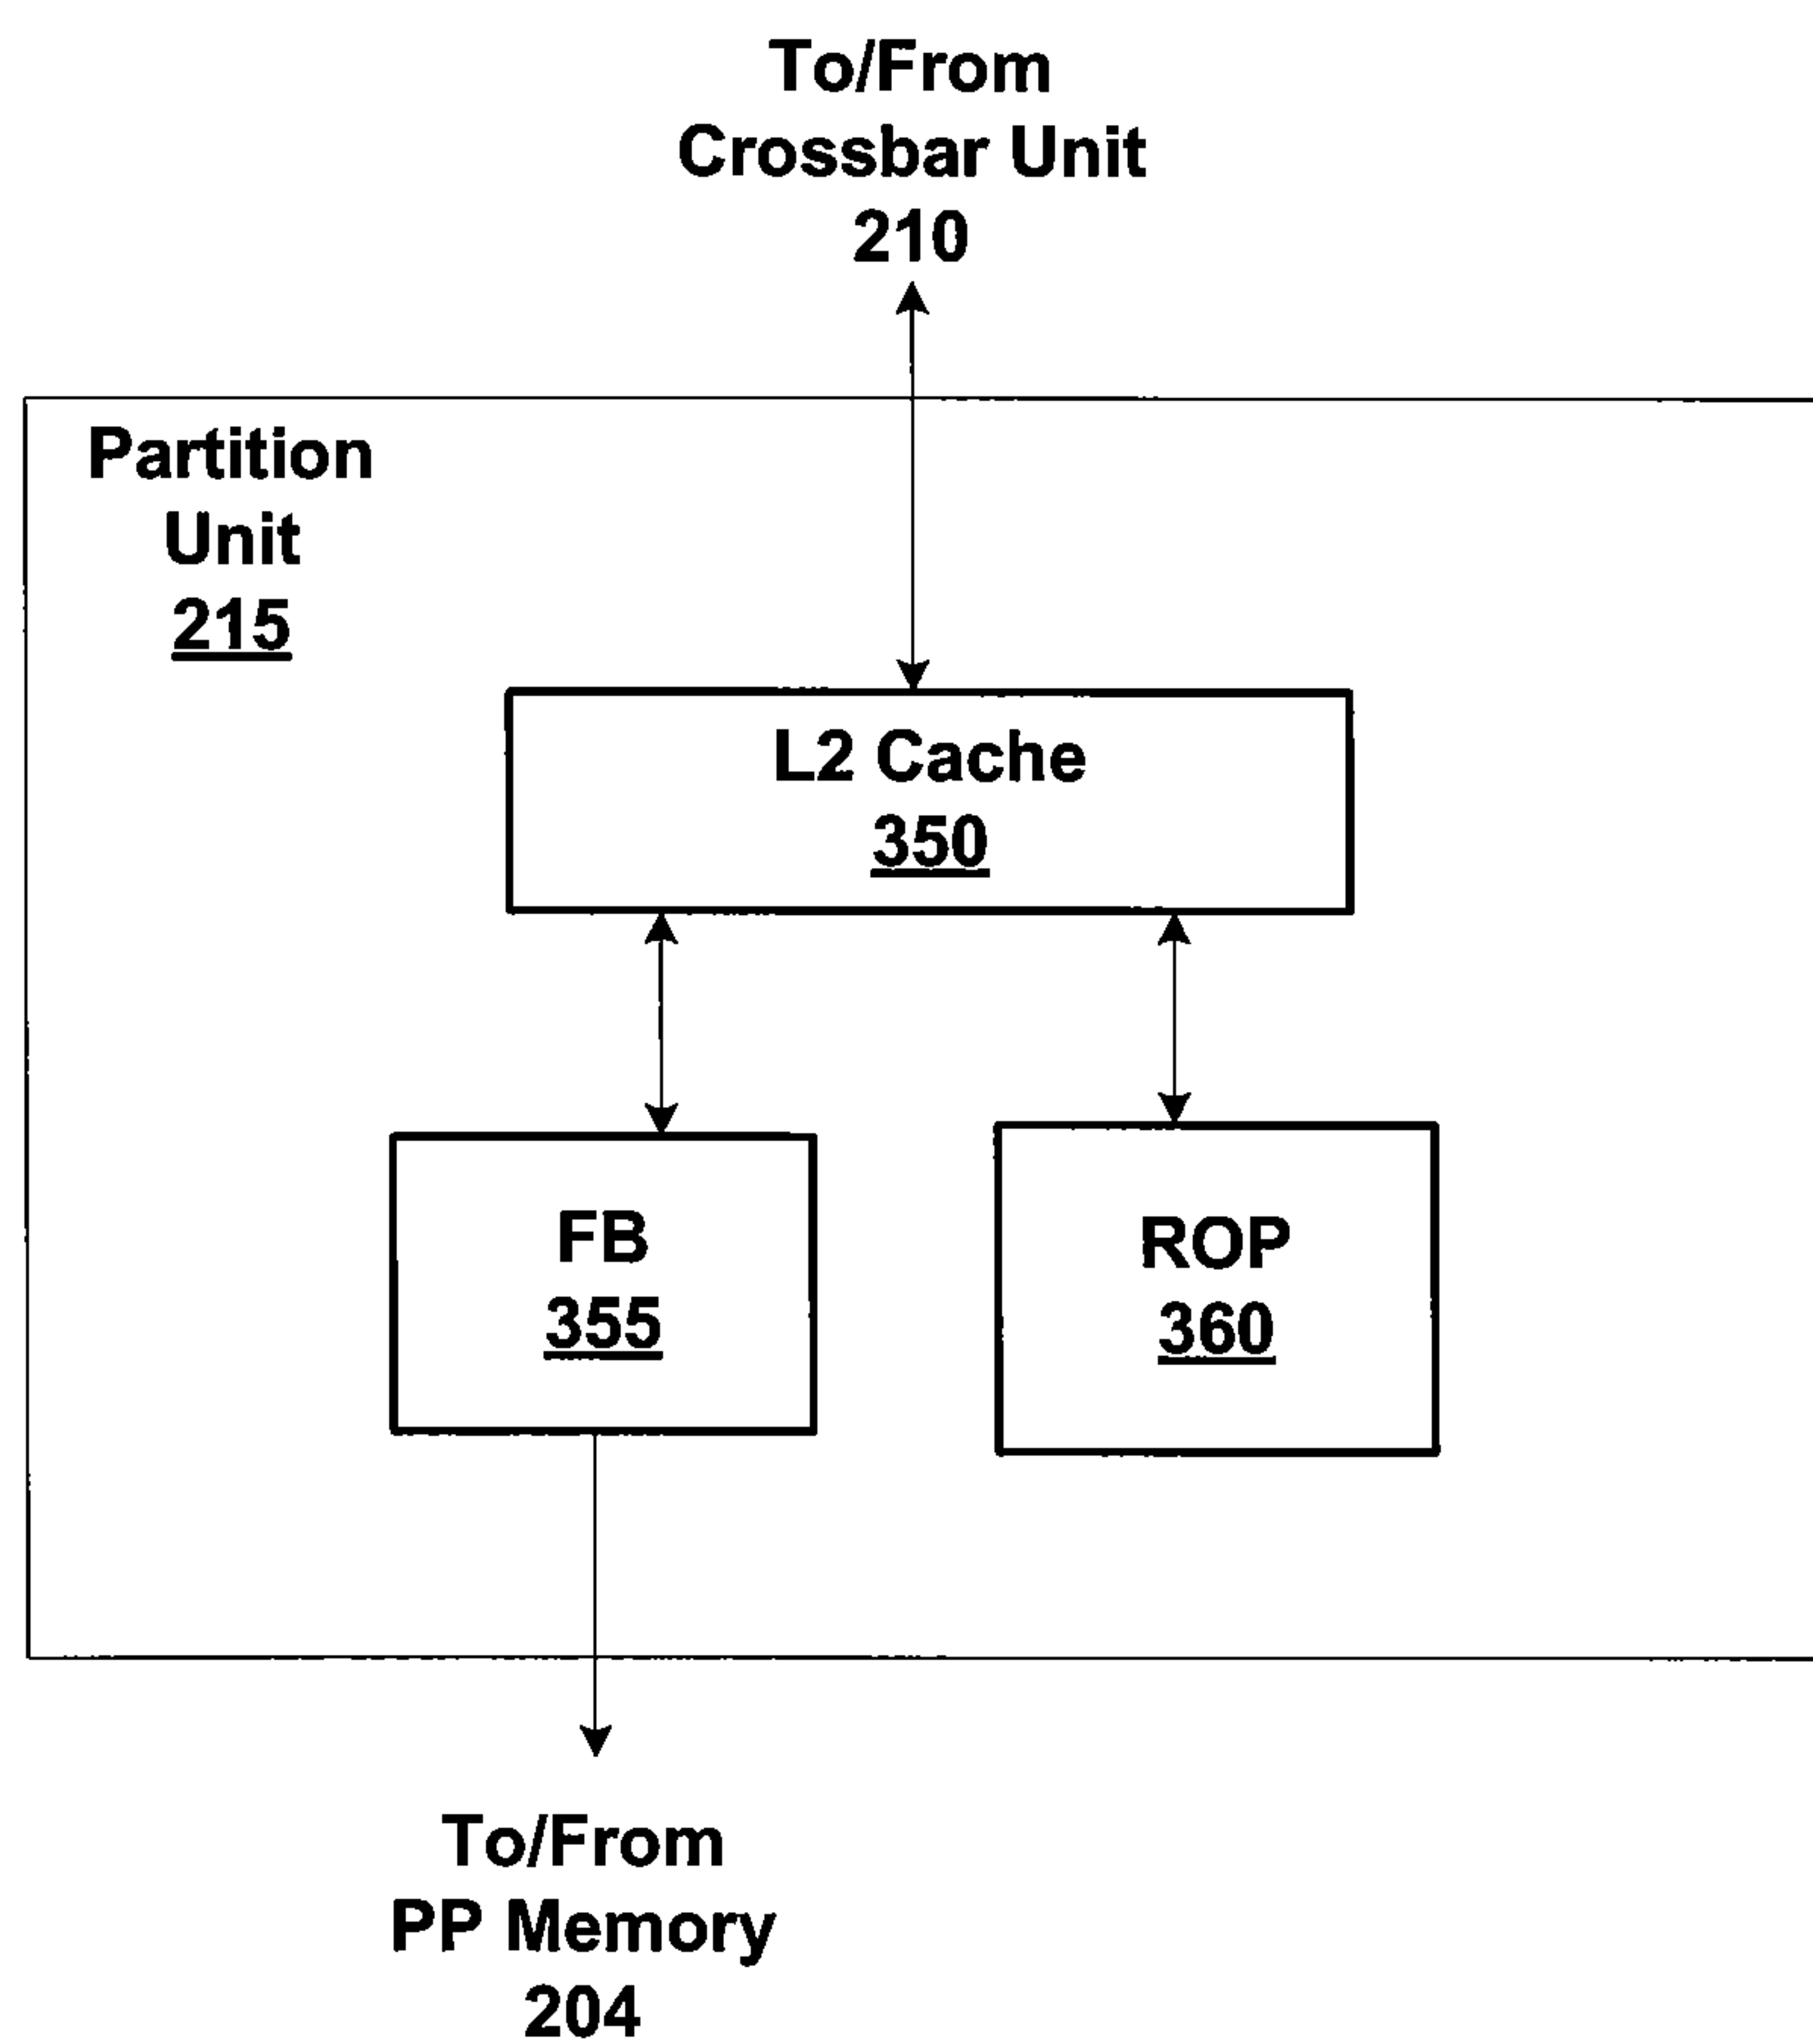 To/From
Crossbar Unit
210
Partition
Unit
215
L2 Cache
350
FB
355
ROP
360
To/From
PP Memory
204